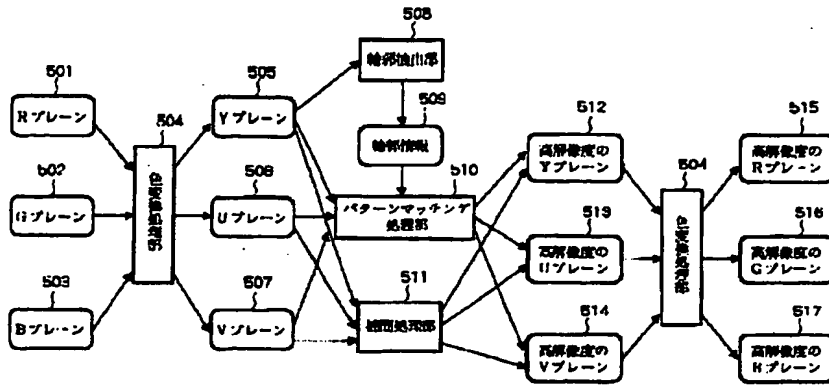 508
501
505
輪郭抽出部
512
515
504
509
Rプレーン
Yプレーン
高解像度の
Yプレーン
高解像度の
Rプレーン
輪郭情報
504
502
506
510
513
516
Gプレーン
Uプレーン
パターンマッチング
処理部
高解像度の
Uプレーン
高解像度の
Gプレーン
503
507
511
514
517
Bプレーン
Vプレーン
補間処理部
高解像度の
Vプレーン
高解像度の